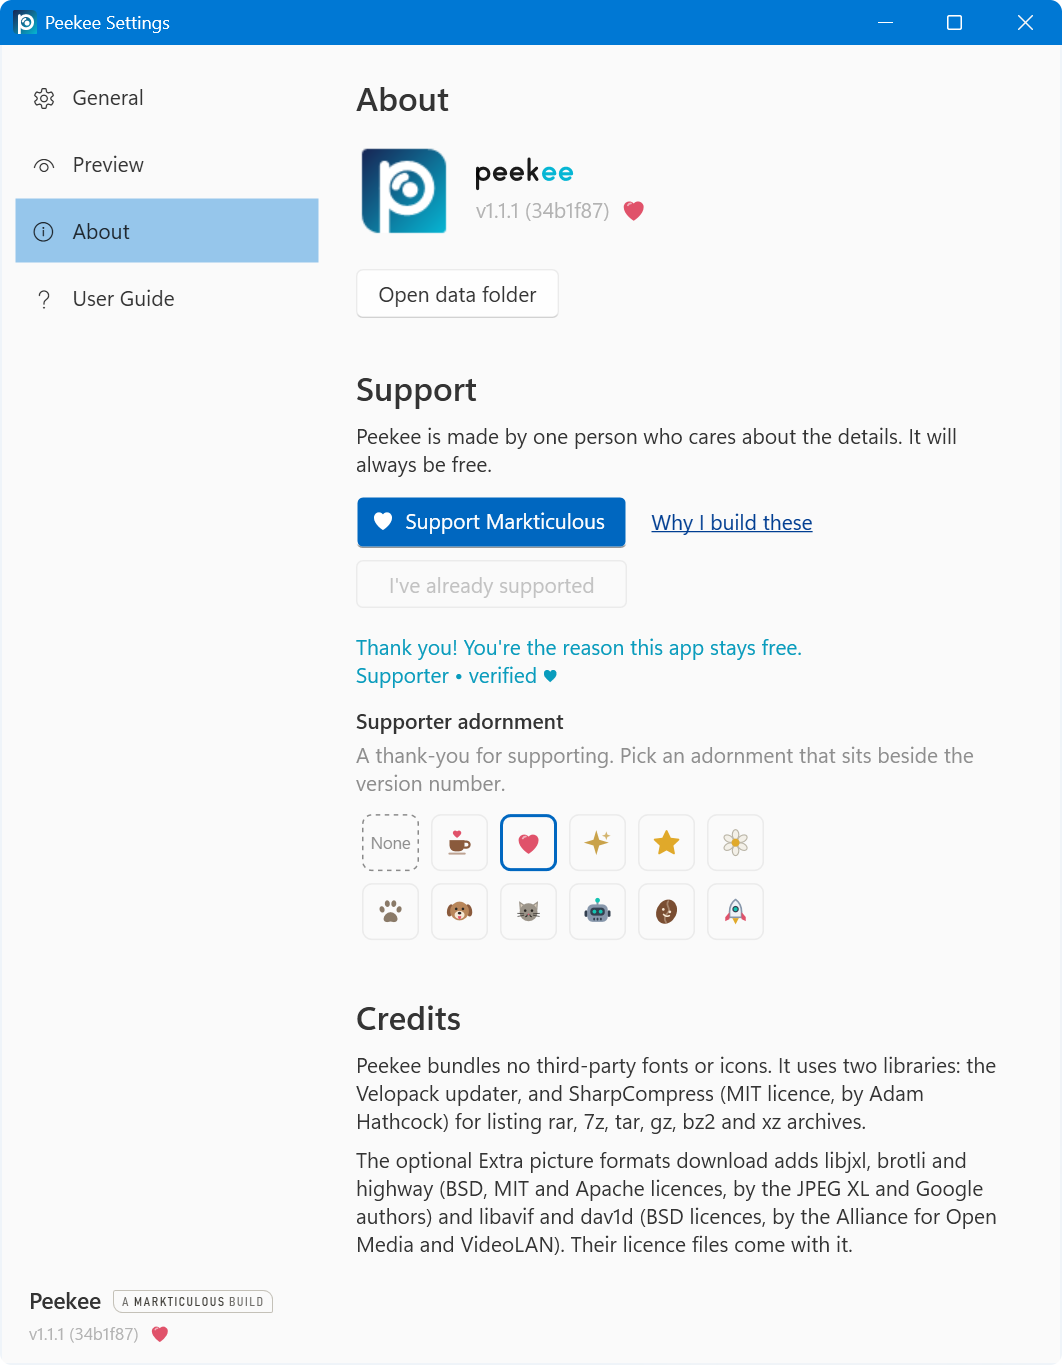 Peekee Settings
General
Preview
About
User Guide
About
peekee
v1.1.1 (34b1f87)
Open data folder
Support
Peekee is made by one person who cares about the details. It will
always be free.
Support Markticulous
Why I build these
I've already supported
Thank you! You're the reason this app stays free.
Supporter • verified ♥
Supporter adornment
A thank-you for supporting. Pick an adornment that sits beside the
version number.
None
Credits
Peekee bundles no third-party fonts or icons. It uses two libraries: the
Velopack updater, and SharpCompress (MIT licence, by Adam
Hathcock) for listing rar, 7z, tar, gz, bz2 and xz archives.
The optional Extra picture formats download adds libjxl, brotli and
highway (BSD, MIT and Apache licences, by the JPEG XL and Google
authors) and libavif and dav1d (BSD licences, by the Alliance for Open
Media and VideoLAN). Their licence files come with it.
Peekee
A MARKTICULOUS BUILD
v1.1.1 (34b1f87)